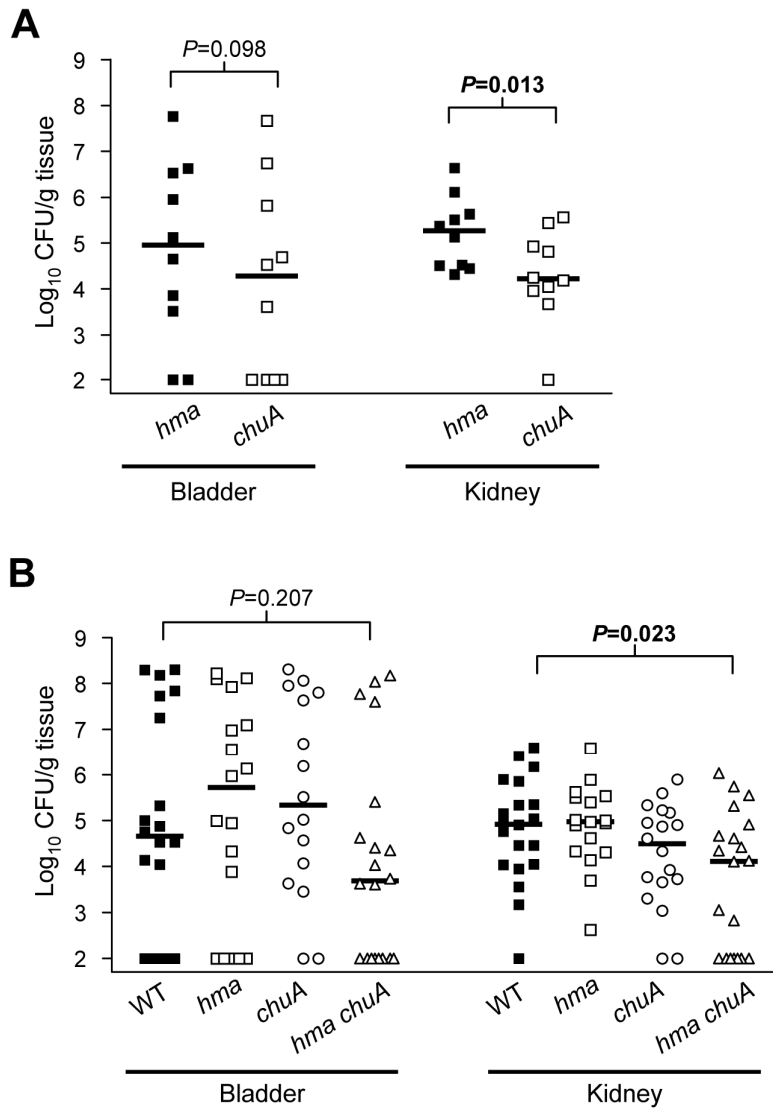 A
P=0.098
P=0.013
9
8
7
6
5
4
3
2
Log10 CFU/g tissue
hma
chuA
hma
chuA
Bladder
Kidney
B
P=0.207
P=0.023
9
8
7
6
5
4
3
2
Log10 CFU/g tissue
WT
hma
chuA
hma chuA
WT
hma
chuA
hma chuA
Bladder
Kidney